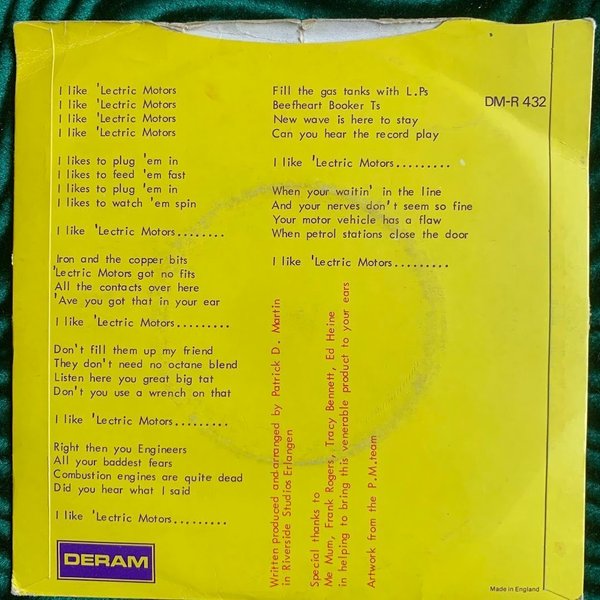 I like 'Lectric Motors
I like 'Lectric Motors
I like 'Lectric Motors
I like 'Lectric Motors
I likes to plug 'em in
I likes to feed 'em fast
I likes to plug 'em in
I likes to watch 'em spin
I like 'Lectric Motors........
Iron and the copper bits
'Lectric Motors got no fits
All the contacts over here
'Ave you got that in your ear
I like 'Lectric Motors.........
Don't fill them up my friend
They don't need no octane blend
Listen here you great big tat
Don't you use a wrench on that
I like 'Lectric Motors.........
Right then you Engineers
All your baddest fears
Combustion engines are quite dead
Did you hear what I said
I like 'Lectric Motors.........
Fill the gas tanks with L.Ps
Beefheart Booker Ts
New wave is here to stay
Can you hear the record play
I like 'Lectric Motors.........
When your waitin' in the line
And your nerves don't seem so fine
Your motor vehicle has a flaw
When petrol stations close the door
I like 'Lectric Motors.........
DM-R 432
Written produced and arranged by Patrick D. Martin
in Riverside Studios Erlangen
Special thanks to
Me Mum, Frank Rogers, Tracy Bennett, Ed Heine
in helping to bring this venerable product to your ears
Artwork from the P.M.team
DERAM
Made in England